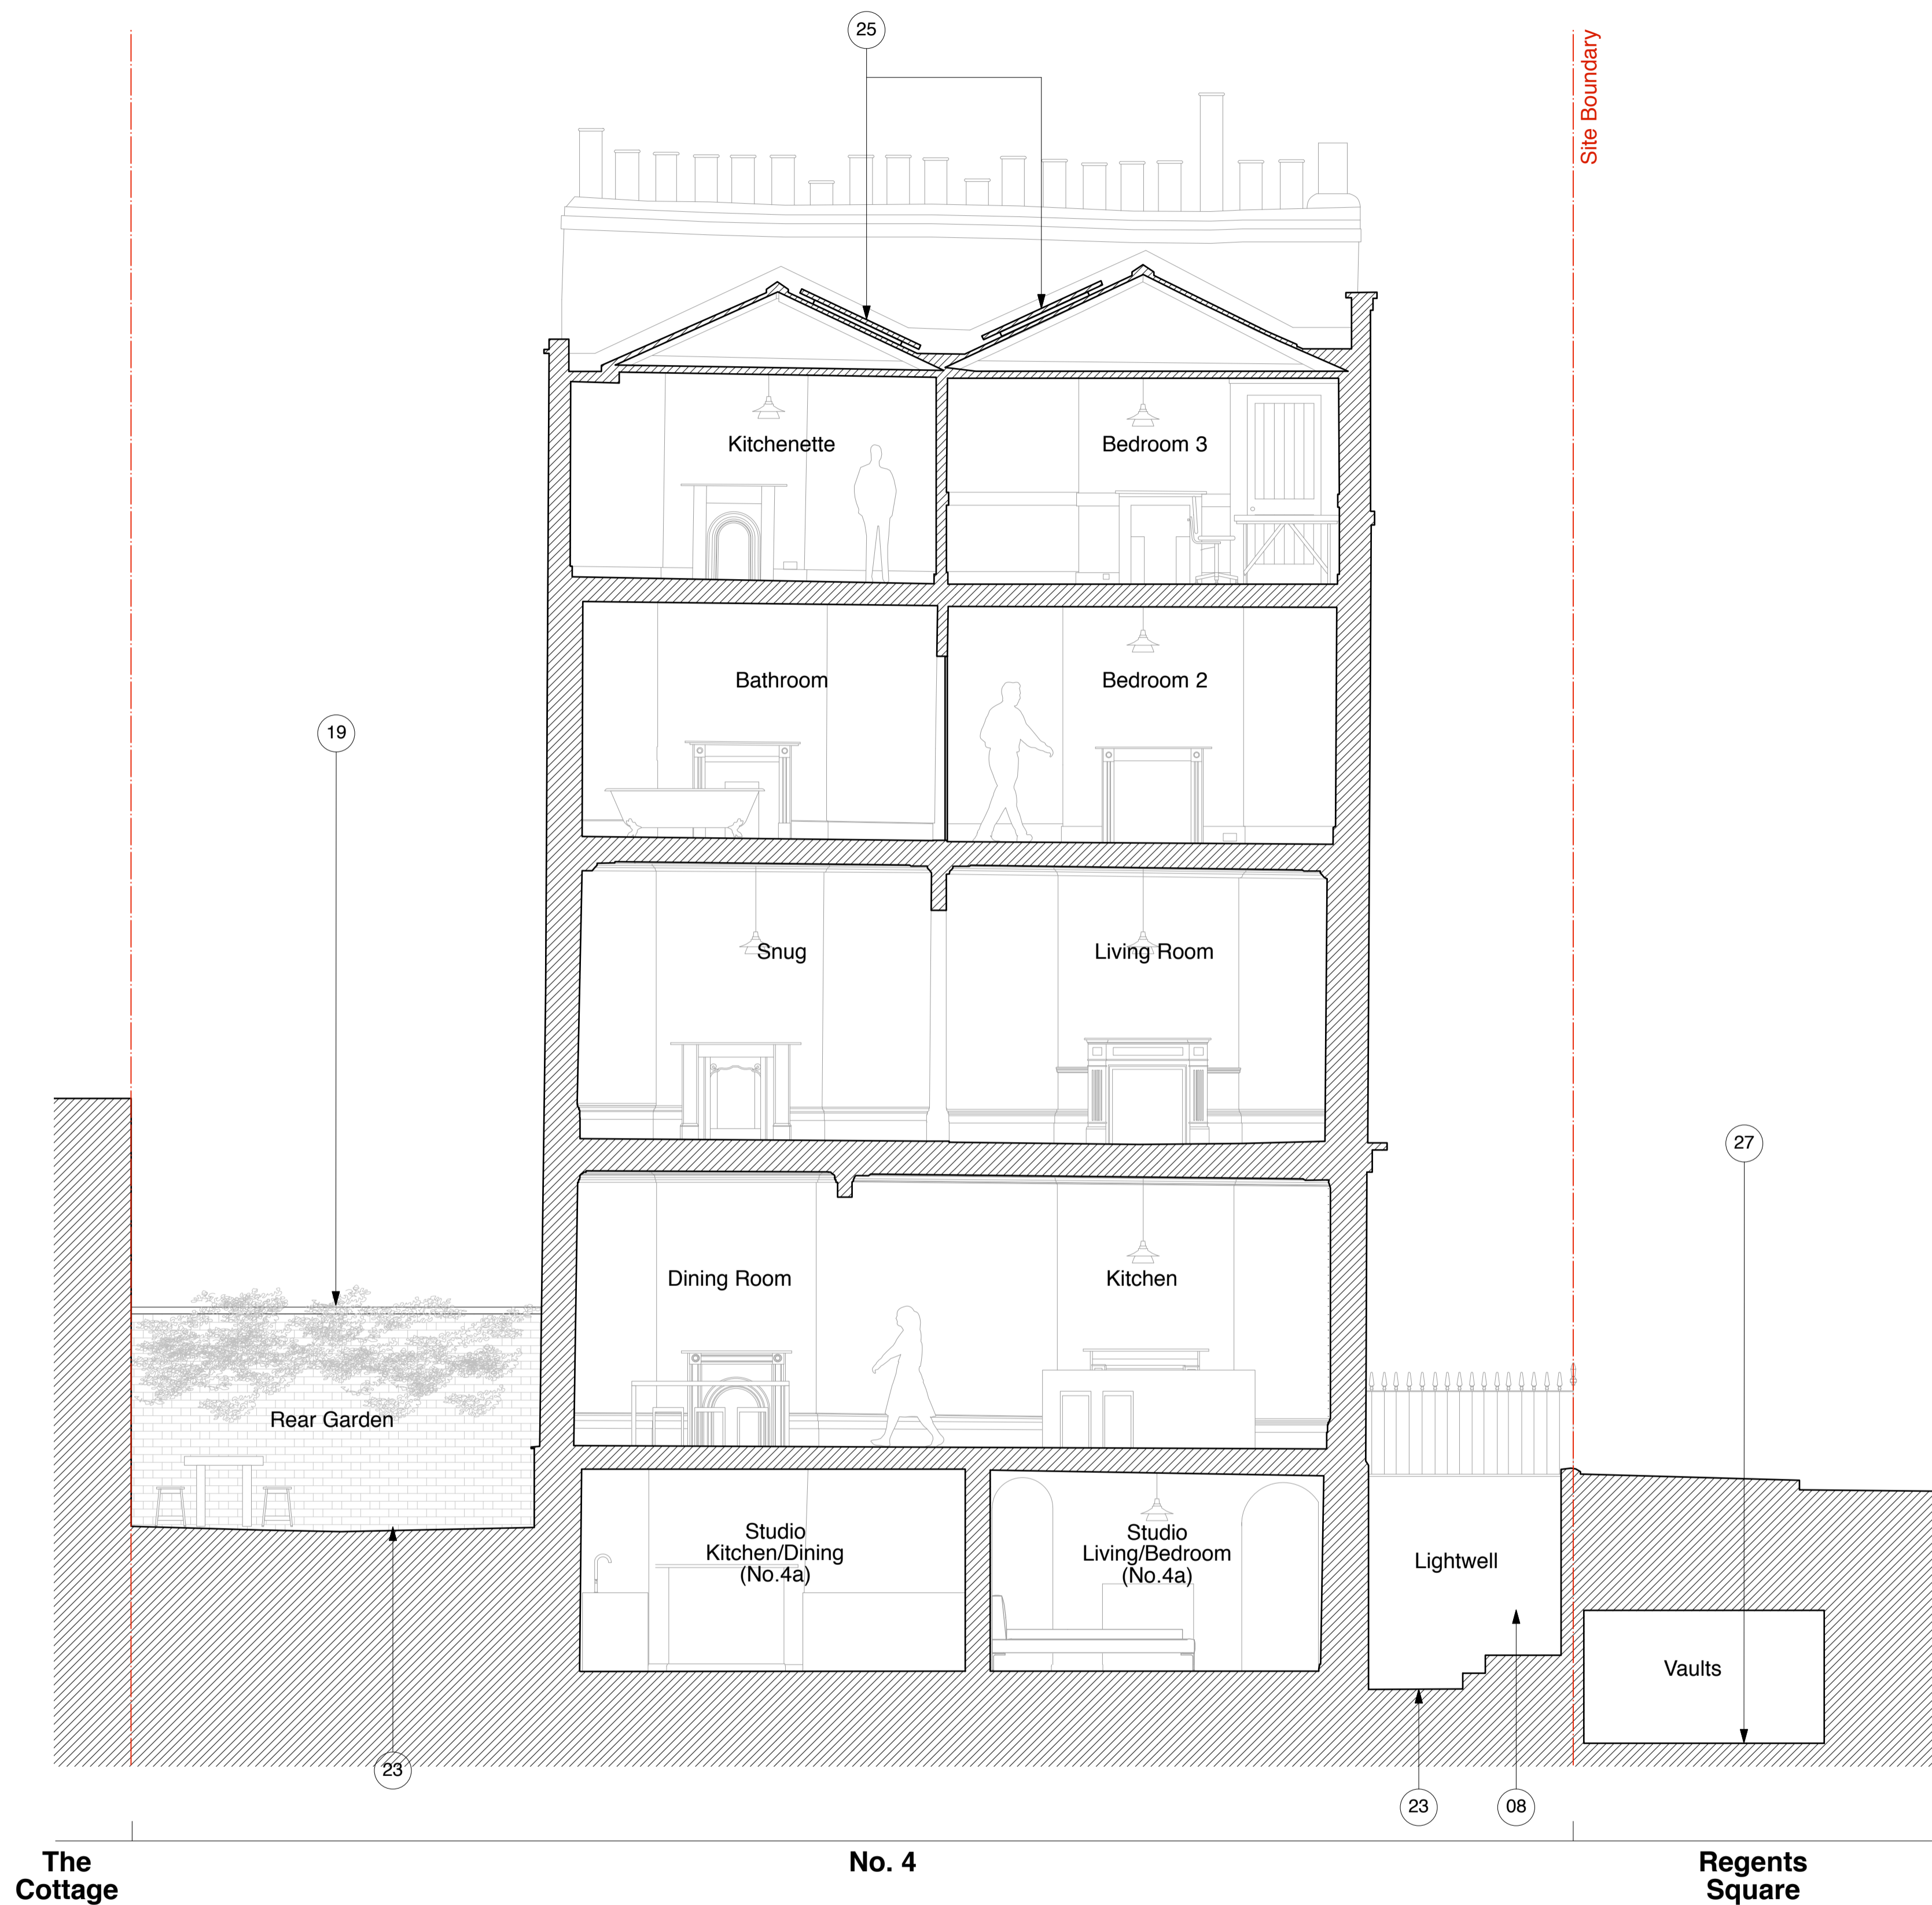 25
Site Boundary
Kitchenette
Bedroom 3
Bathroom
Bedroom 2
19
Snug
Living Room
27
Dining Room
Kitchen
Rear Garden
Studio
Kitchen/Dining
(No.4a)
Studio
Living/Bedroom
(No.4a)
Lightwell
Vaults
23
23
08
The
Cottage
No. 4
Regents
Square